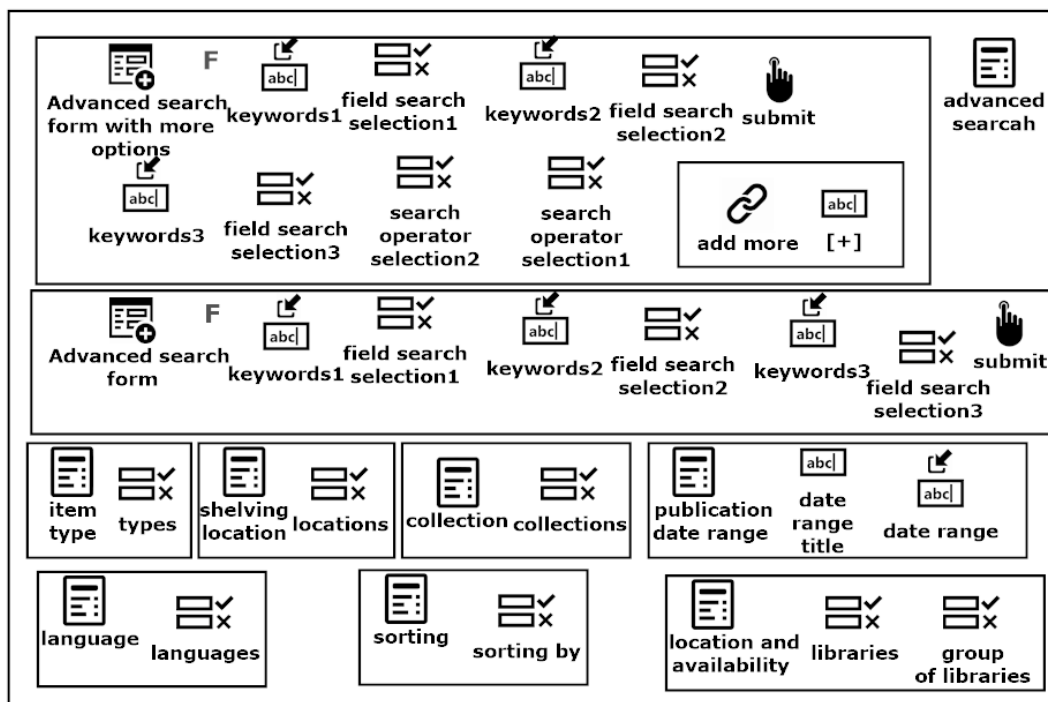 F
abc
abc
Advanced search
form with more
options
keywords1
field search
selection1
keywords2
field search
selection2
submit
advanced
searcah
abc
keywords3
field search
selection3
search
operator
selection2
search
operator
selection1
add more
abc
[+]
F
abc
abc
abc
Advanced search
form
keywords1
field search
selection1
keywords2
field search
selection2
keywords3
field search
selection3
submit
item
type
types
shelving
location
locations
collection
collections
publication
date range
abc
date
range
title
abc
date range
language
languages
sorting
sorting by
location and
availability
libraries
group
of libraries